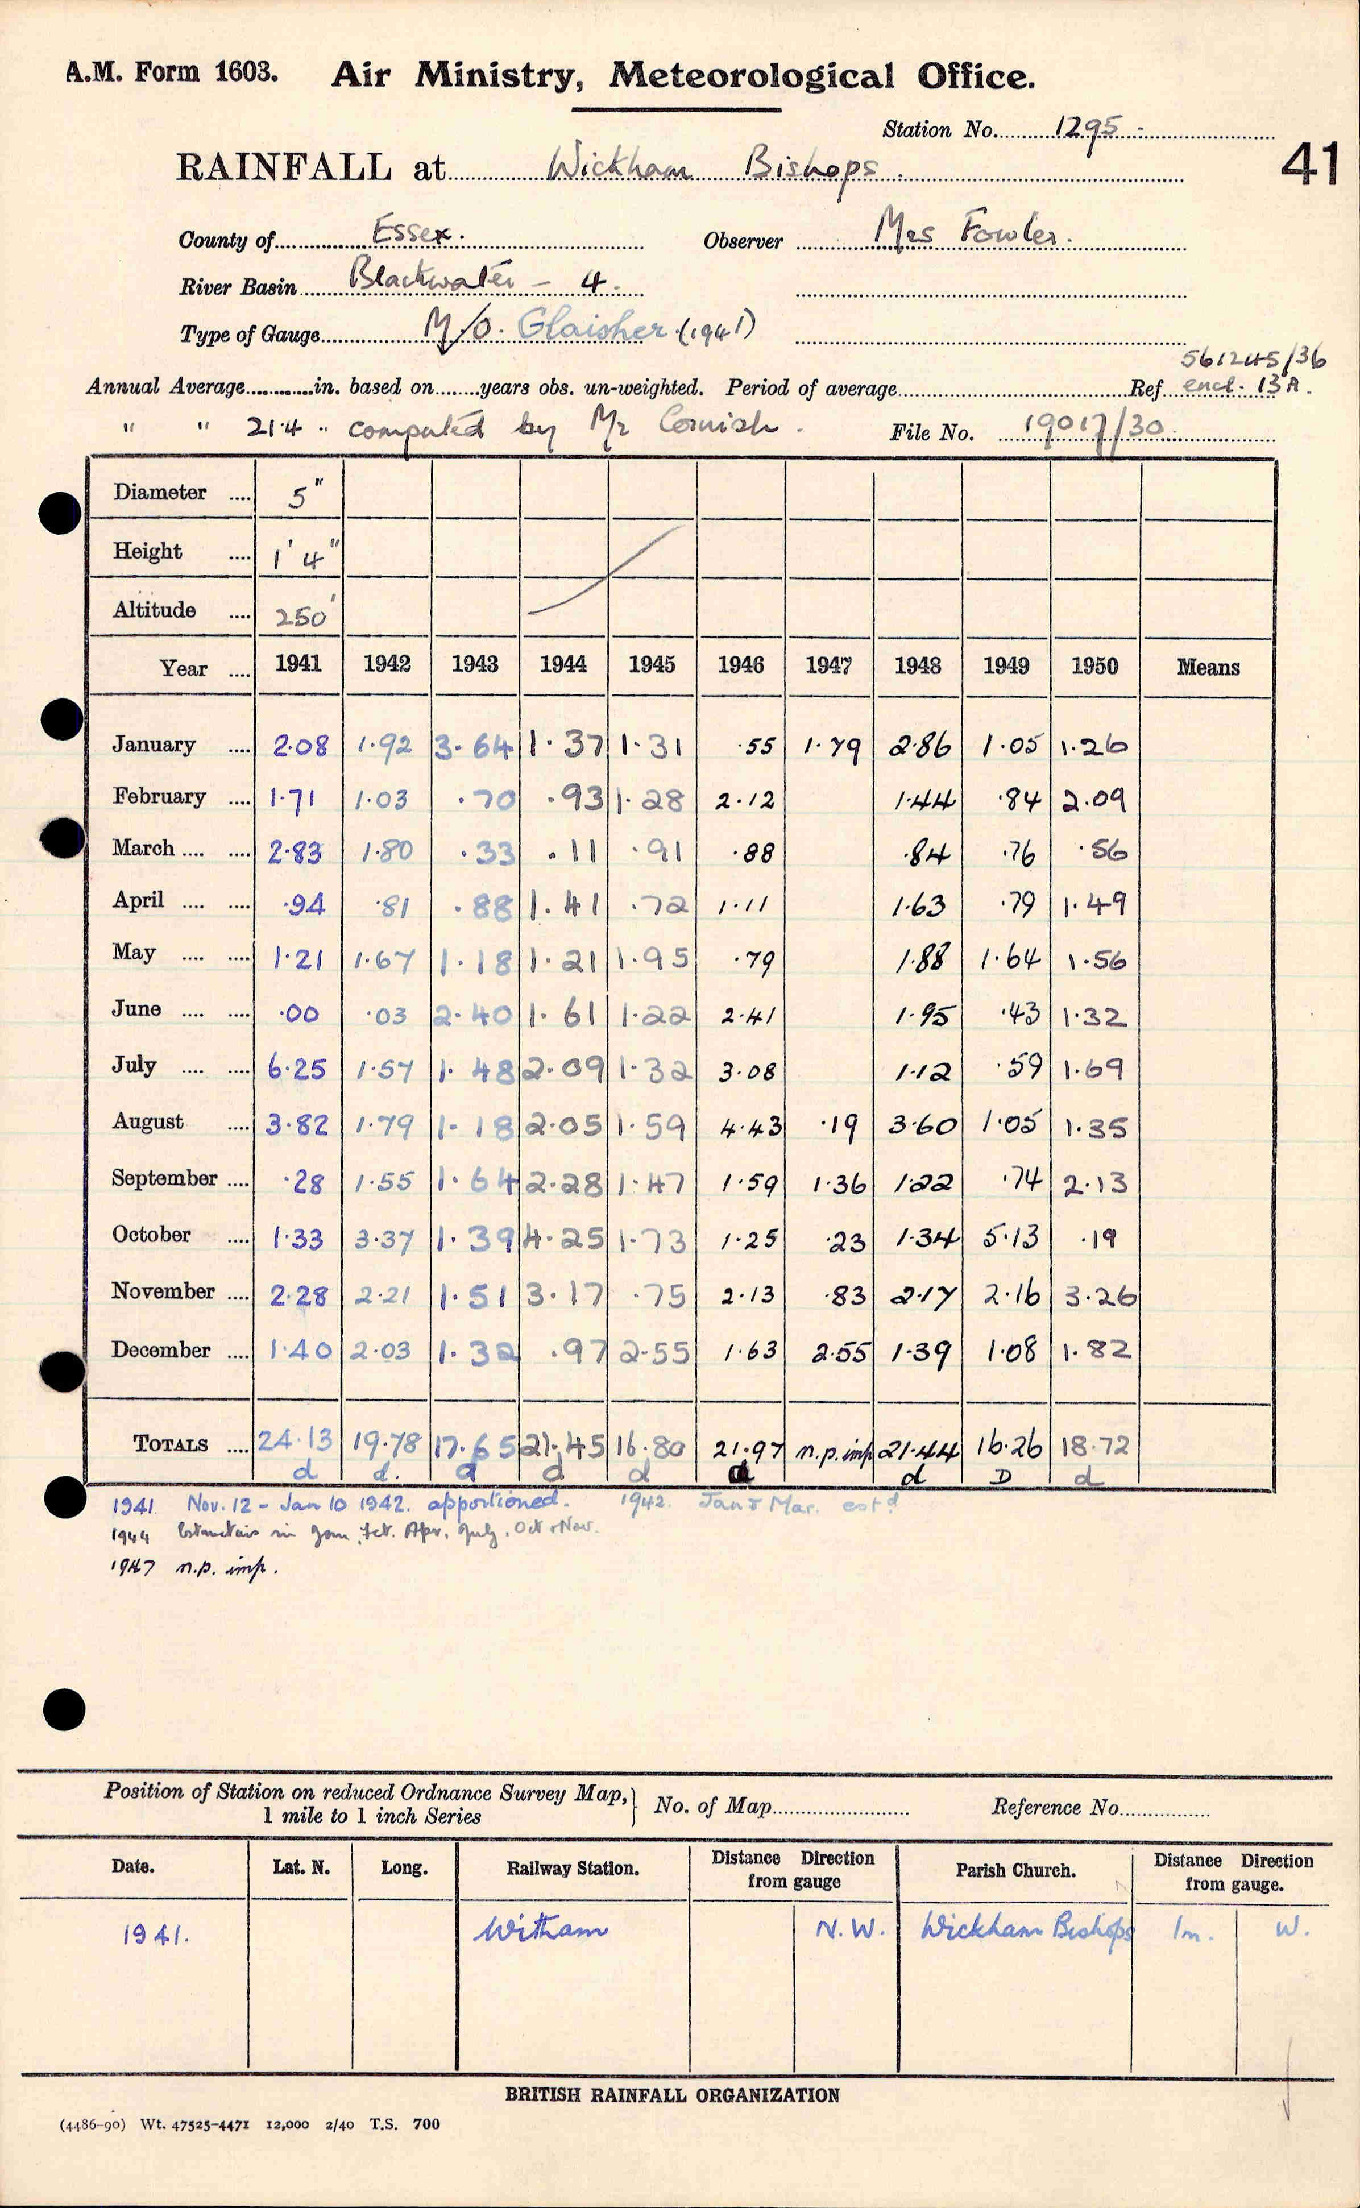 A.M. Form 1603. Air Ministry, Meteorological Office.
Station No. 1295
41
RAINFALL at Wickham Bishops.
County of Essex. Observer Mrs Fowler.
River Basin Blackwater - 4.
Type of Gauge M/O. Glaisher (1941)
561245/36
Annual Average in. based on years obs. un-weighted. Period of average Ref encl. 13A.
" " 21.4 " computed by Mr Cornish. File No. 19017/30
Diameter 5"
Height 1' 4"
Altitude 250'
Year 1941 1942 1943 1944 1945 1946 1947 1948 1949 1950 Means
January 2.08 1.92 3.64 1.37 1.31 .55 1.79 2.86 1.05 1.26
February 1.71 1.03 .70 .93 1.28 2.12 1.44 .84 2.09
March 2.83 1.80 .33 .11 .91 .88 .84 .76 .56
April .94 .81 .88 1.41 .72 1.11 1.63 .79 1.49
May 1.21 1.67 1.18 1.21 1.95 .79 1.88 1.64 1.56
June .00 .03 2.40 1.61 1.22 2.41 1.95 .43 1.32
July 6.25 1.57 1.48 2.09 1.32 3.08 1.12 .59 1.69
August 3.82 1.79 1.18 2.05 1.59 4.43 .19 3.60 1.05 1.35
September .28 1.55 1.64 2.28 1.47 1.59 1.36 1.22 .74 2.13
October 1.33 3.37 1.39 4.25 1.73 1.25 .23 1.34 5.13 .19
November 2.28 2.21 1.51 3.17 .75 2.13 .83 2.17 2.16 3.26
December 1.40 2.03 1.32 .97 2.55 1.63 2.55 1.39 1.08 1.82
TOTALS 24.13 19.78 17.65 21.45 16.80 21.97 n.p. imp 21.44 16.26 18.72
d d. d d d d d D d
1941 Nov. 12 - Jan 10 1942. apportioned. 1942. Jan & Mar. estd
1944 in Jan, Apr, July, Oct & Nov.
1947 n.p. imp.
Position of Station on reduced Ordnance Survey Map, } No. of Map Reference No.
1 mile to 1 inch Series
Date. Lat. N. Long. Railway Station. Distance Direction from gauge Parish Church. Distance Direction from gauge.
1941. Witham N.W. Wickham Bishops 1m. W.
BRITISH RAINFALL ORGANIZATION
(4486-90) Wt. 47525-4471 12,000 2/40 T.S. 700